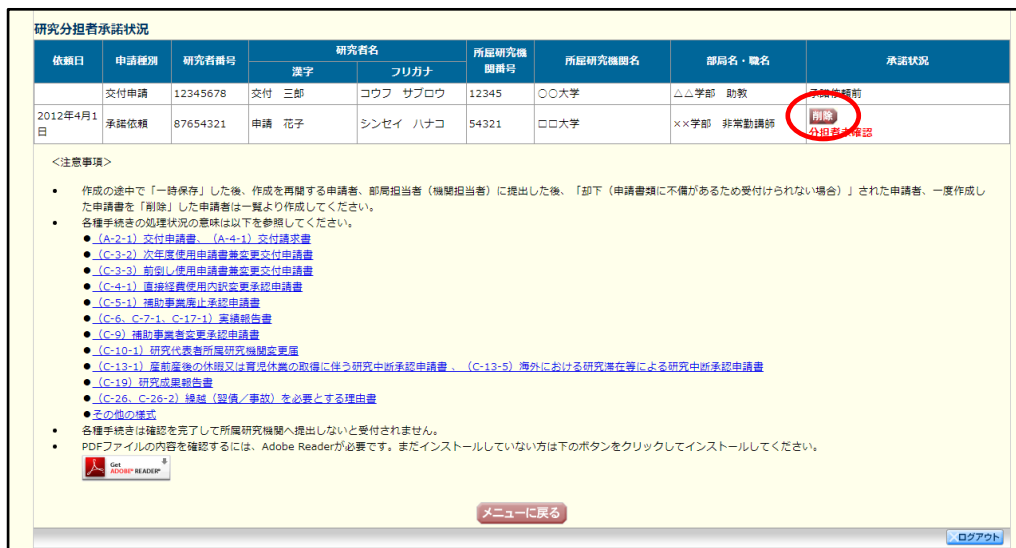 研究分担者承諾状況
依頼日 申請種別 研究者番号 研究者名 所属研究機関番号 所属研究機関名 部局名・職名 承諾状況
漢字 フリガナ
交付申請 12345678 交付 三郎 コウフ サブロウ 12345 ○○大学 △△学部 助教 承諾依頼前
2012年4月1日 承諾依頼 87654321 申請 花子 シンセイ ハナコ 54321 □□大学 ××学部 非常勤講師 削除
分担者未確認
＜注意事項＞
• 作成の途中で「一時保存」した後、作成を再開する申請者、部局担当者（機関担当者）に提出した後、「却下（申請書類に不備があるため受付けられない場合）」された申請者、一度作成し
た申請書を「削除」した申請者は一覧より作成してください。
• 各種手続きの処理状況の意味は以下を参照してください。
●（A-2-1）交付申請書、（A-4-1）交付請求書
●（C-3-2）次年度使用申請書兼変更交付申請書
●（C-3-3）前倒し使用申請書兼変更交付申請書
●（C-4-1）直接経費使用内訳変更承認申請書
●（C-5-1）補助事業廃止承認申請書
●（C-6、C-7-1、C-17-1）実績報告書
●（C-9）補助事業者変更承認申請書
●（C-10-1）研究代表者所属研究機関変更届
●（C-13-1）産前産後の休暇又は育児休業の取得に伴う研究中断承認申請書 、（C-13-5）海外における研究滞在等による研究中断承認申請書
●（C-19）研究成果報告書
●（C-26、C-26-2）繰越（翌債／事故）を必要とする理由書
●その他の様式
• 各種手続きは確認を完了して所属研究機関へ提出しないと受付されません。
• PDFファイルの内容を確認するには、Adobe Readerが必要です。まだインストールしていない方は下のボタンをクリックしてインストールしてください。
Get
ADOBE® READER®
メニューに戻る
ログアウト